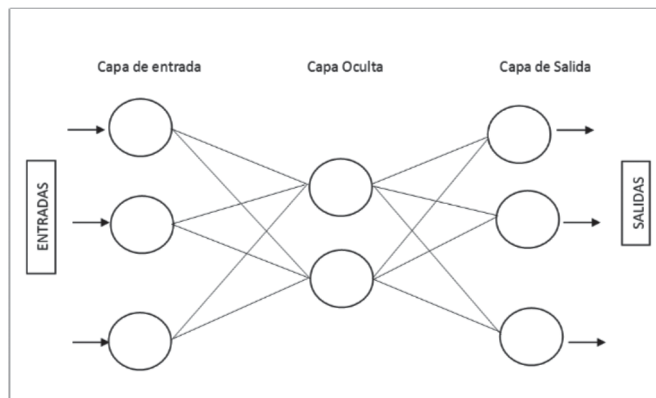 Capa de entrada
Capa Oculta
Capa de Salida
ENTRADAS
SALIDAS